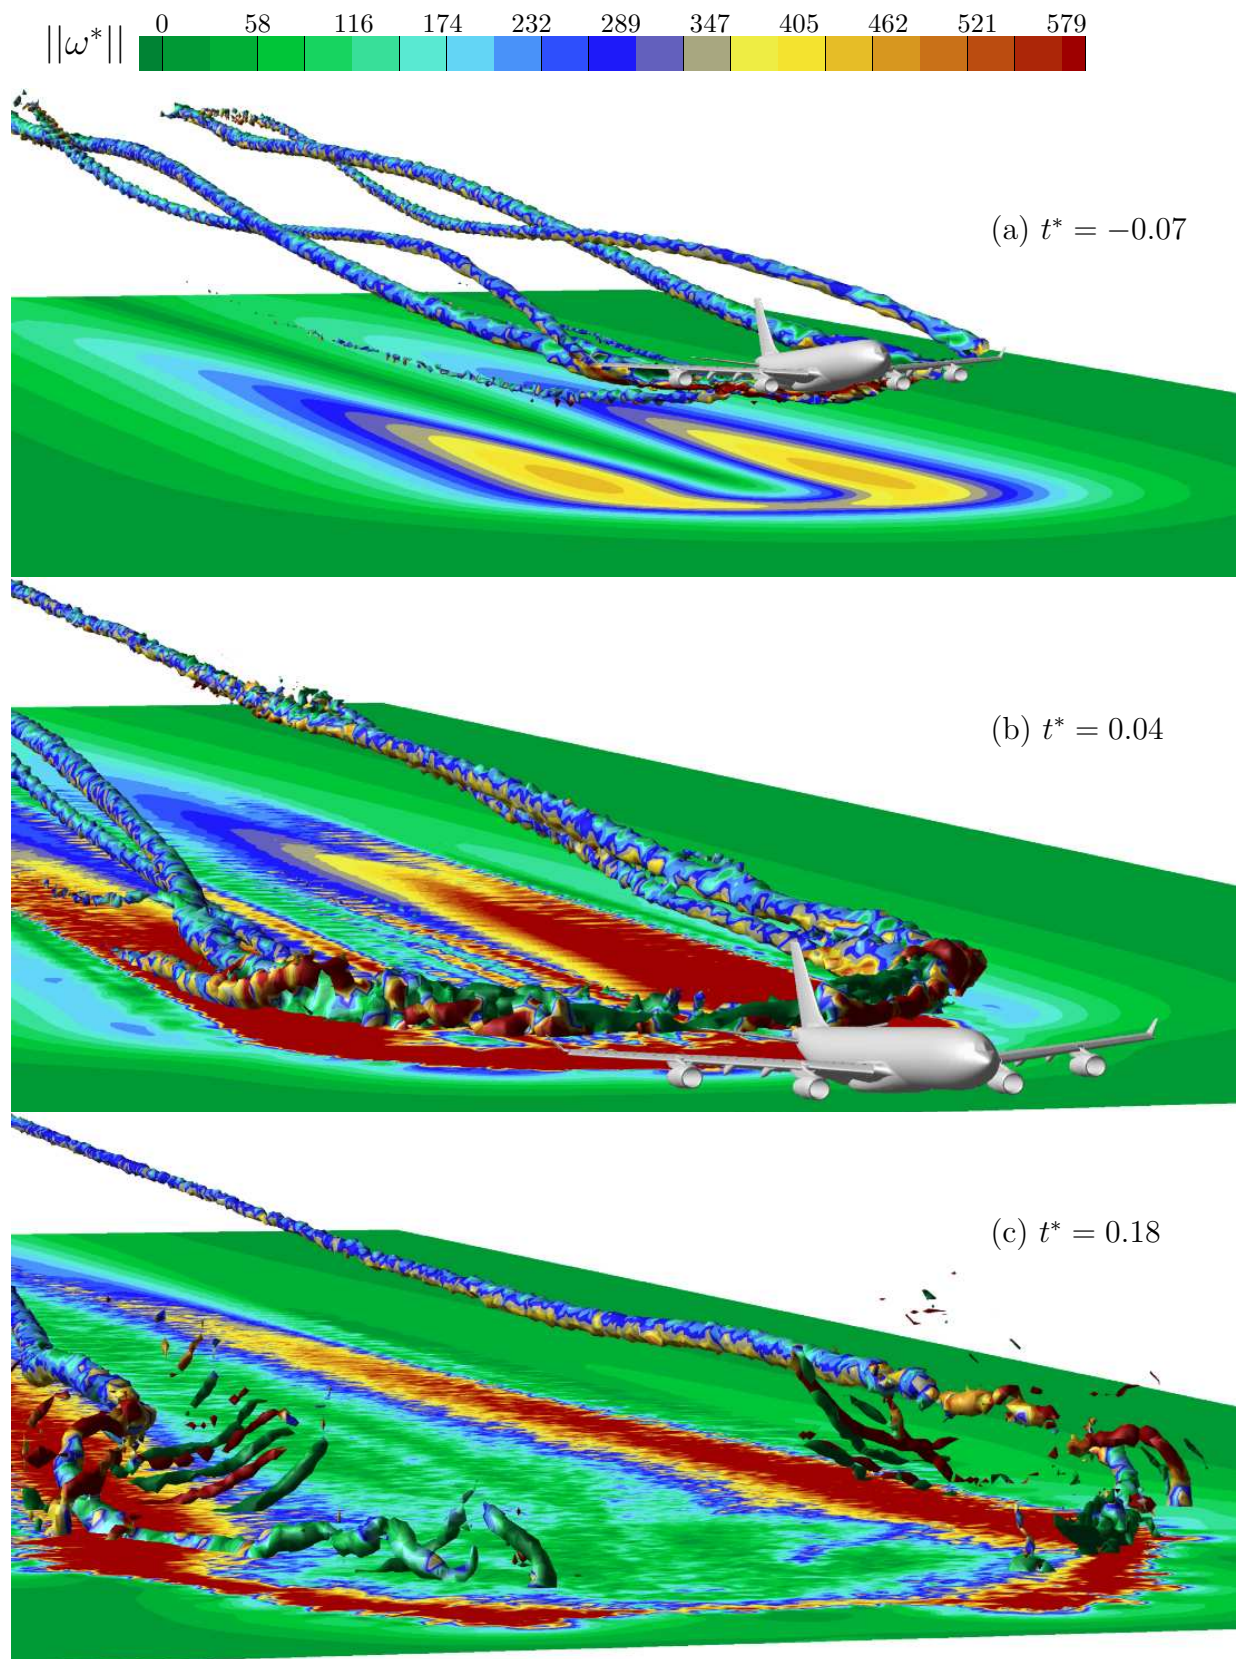 ||ω*|| 0 58 116 174 232 289 347 405 462 521 579
(a) t* = −0.07
(b) t* = 0.04
(c) t* = 0.18